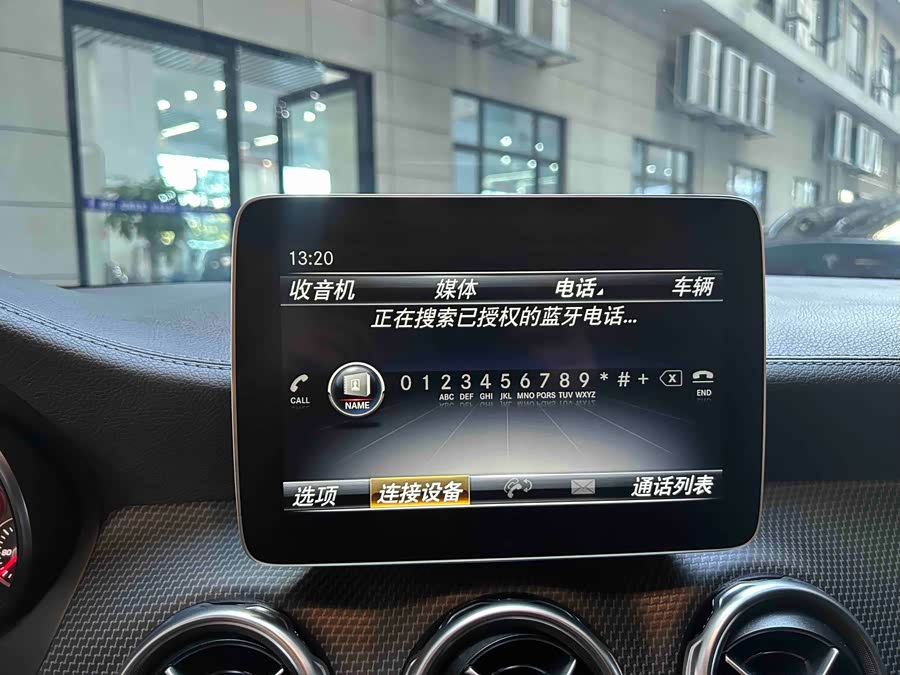 13:20
收音机 媒体 电话 车辆
正在搜索已授权的蓝牙电话...
CALL NAME 0 1 2 3 4 5 6 7 8 9 * # + X END
ABC DEF GHI JKL MNO PQRS TUV WXYZ
选项 连接设备 通话列表
80